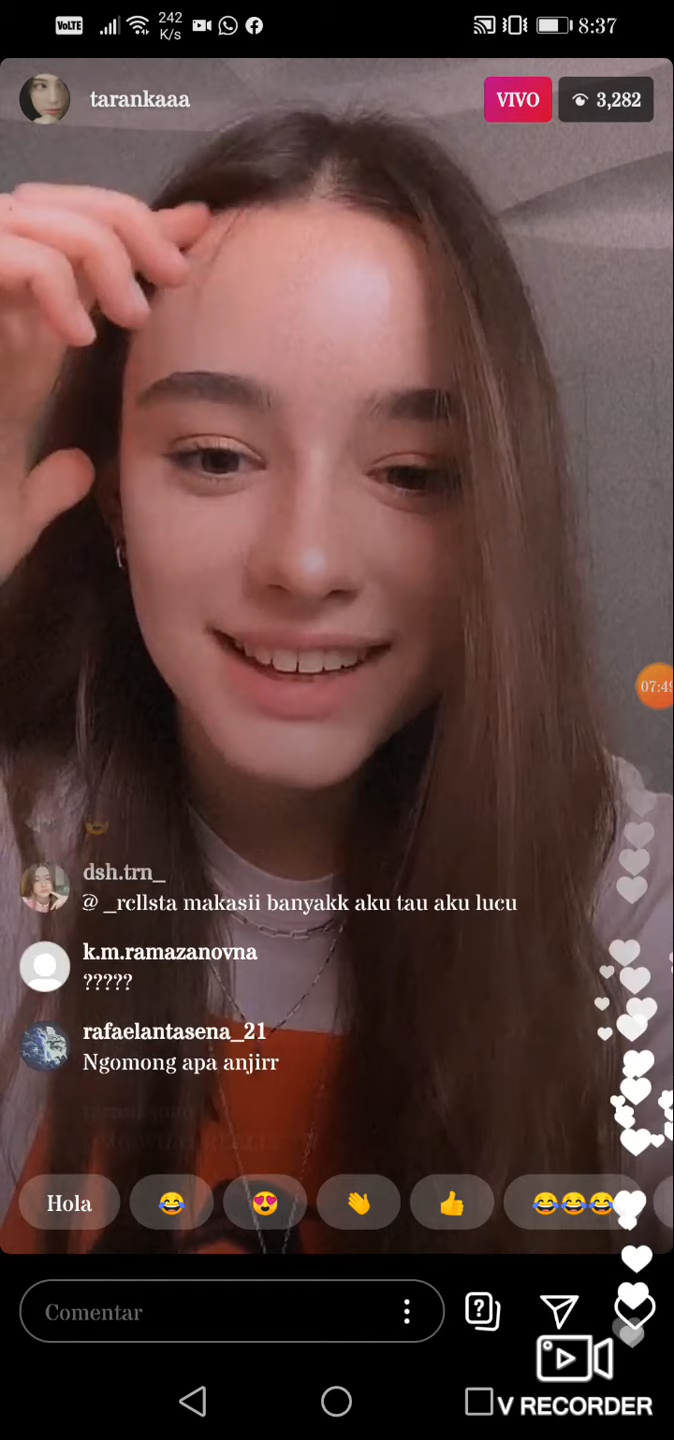 VoLTE 242 K/s 8:37
tarankaaa VIVO 3,282
07:49
dsh.trn_
@ _rcllsta makasii banyakk aku tau aku lucu
k.m.ramazanovna
?????
rafaelantasena_21
Ngomong apa anjirr
Hola
Comentar
V RECORDER